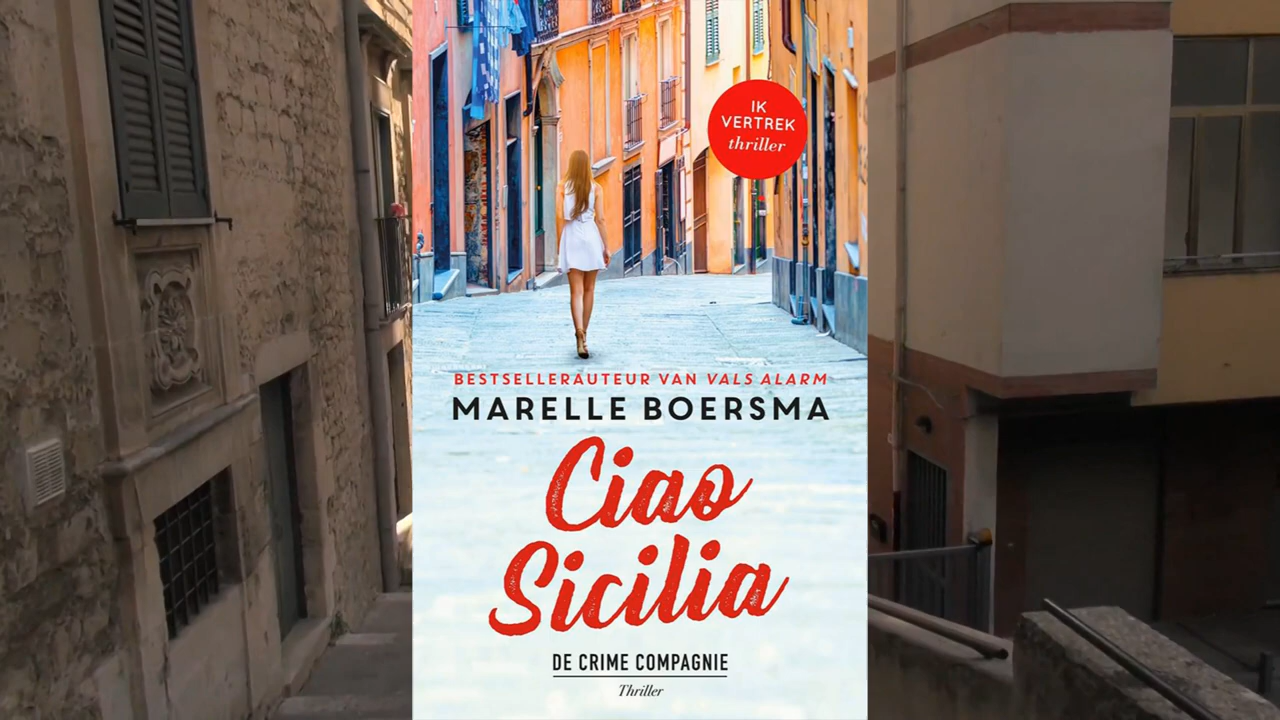 IK
VERTREK
thriller
BESTSELLERAUTEUR VAN VALS ALARM
MARELLE BOERSMA
Ciao
Sicilia
DE CRIME COMPAGNIE
Thriller